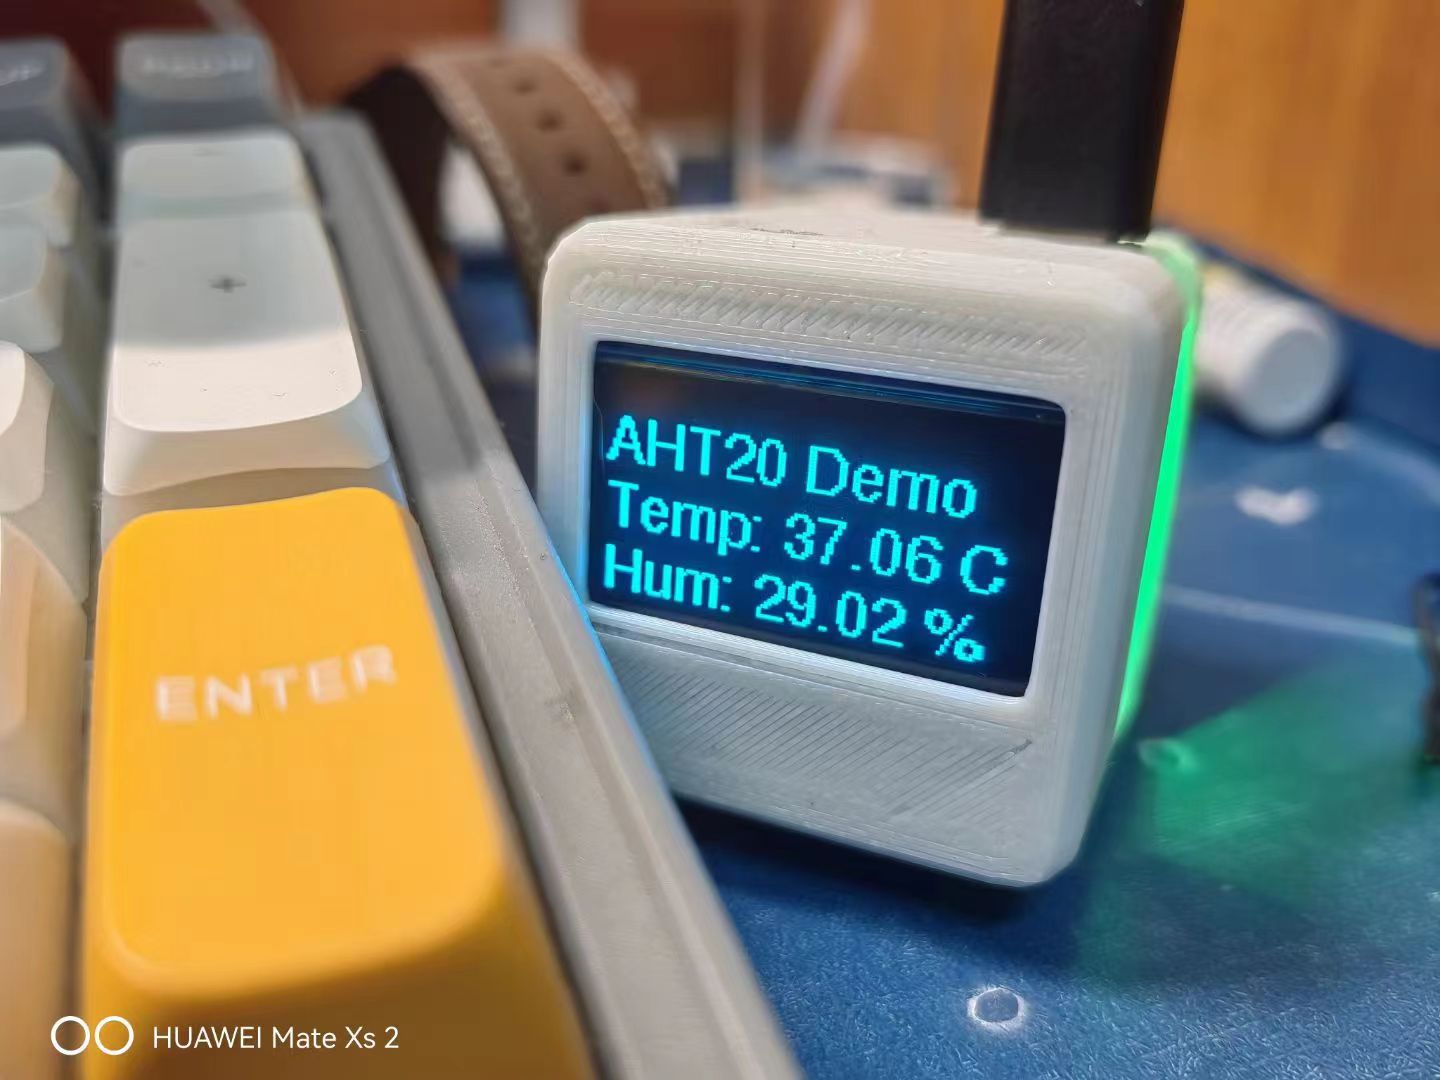 AHT20 Demo
Temp: 37.06 C
Hum: 29.02 %
+
ENTER
HUAWEI Mate Xs 2